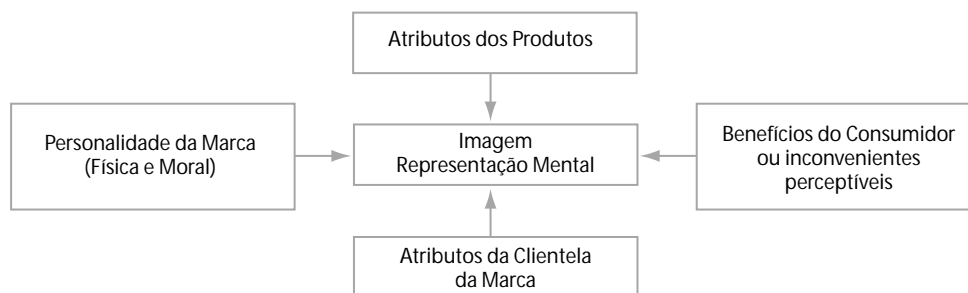 Atributos dos Produtos
Personalidade da Marca
(Física e Moral)
Imagem
Representação Mental
Benefícios do Consumidor
ou inconvenientes
perceptíveis
Atributos da Clientela
da Marca